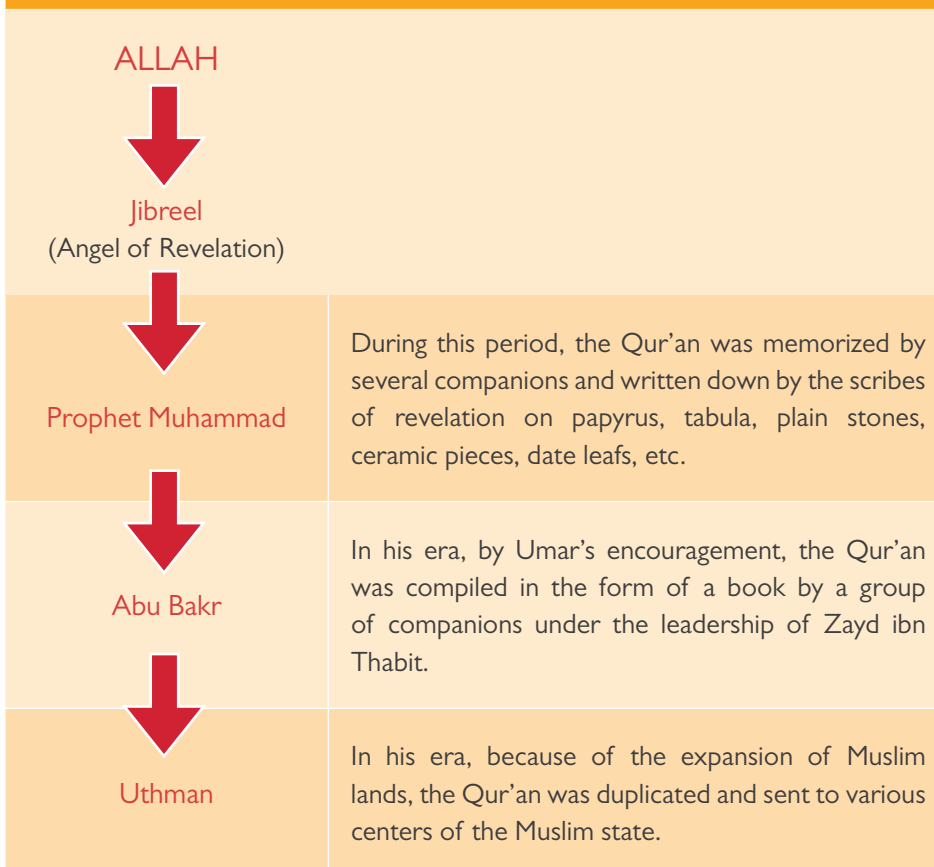 ALLAH
Jibreel
(Angel of Revelation)
Prophet Muhammad
During this period, the Qur’an was memorized by
several companions and written down by the scribes
of revelation on papyrus, tabula, plain stones,
ceramic pieces, date leafs, etc.
Abu Bakr
In his era, by Umar’s encouragement, the Qur’an
was compiled in the form of a book by a group
of companions under the leadership of Zayd ibn
Thabit.
Uthman
In his era, because of the expansion of Muslim
lands, the Qur’an was duplicated and sent to various
centers of the Muslim state.